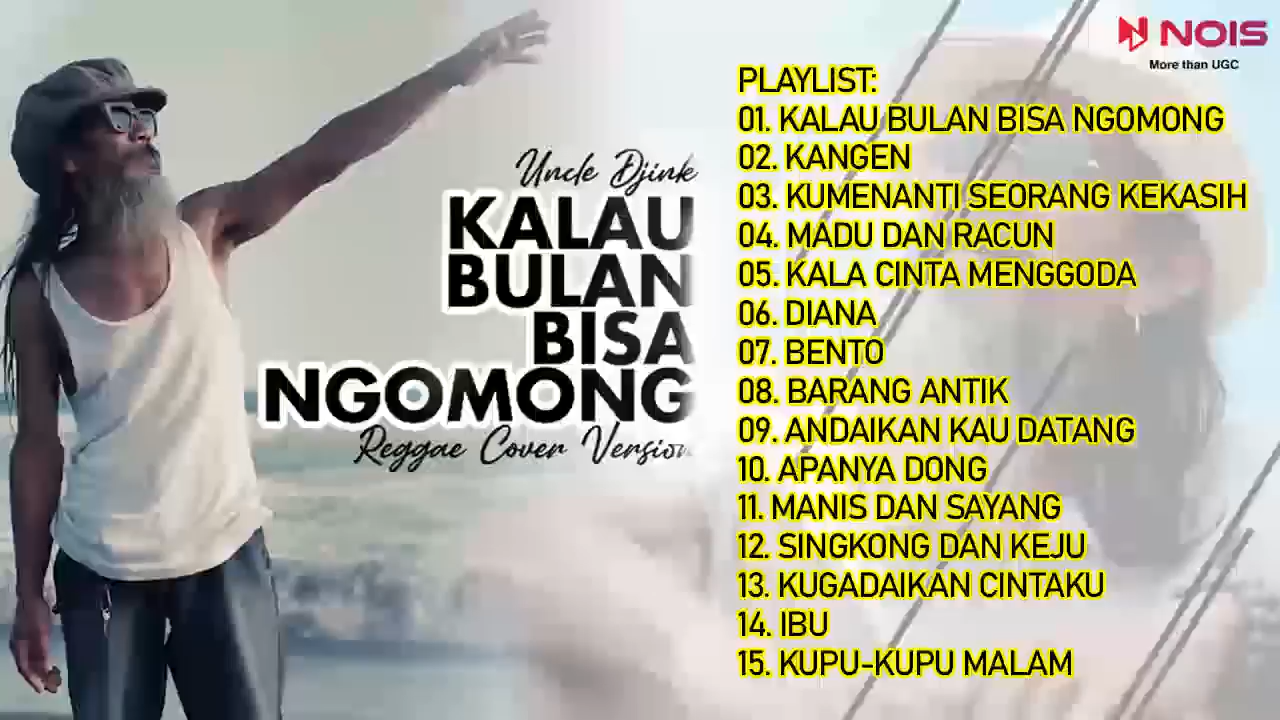 NOIS
More than UGC
Uncle Djink
KALAU
BULAN
BISA
NGOMONG
Reggae Cover Version
PLAYLIST:
01. KALAU BULAN BISA NGOMONG
02. KANGEN
03. KUMENANTI SEORANG KEKASIH
04. MADU DAN RACUN
05. KALA CINTA MENGGODA
06. DIANA
07. BENTO
08. BARANG ANTIK
09. ANDAIKAN KAU DATANG
10. APANYA DONG
11. MANIS DAN SAYANG
12. SINGKONG DAN KEJU
13. KUGADAIKAN CINTAKU
14. IBU
15. KUPU-KUPU MALAM